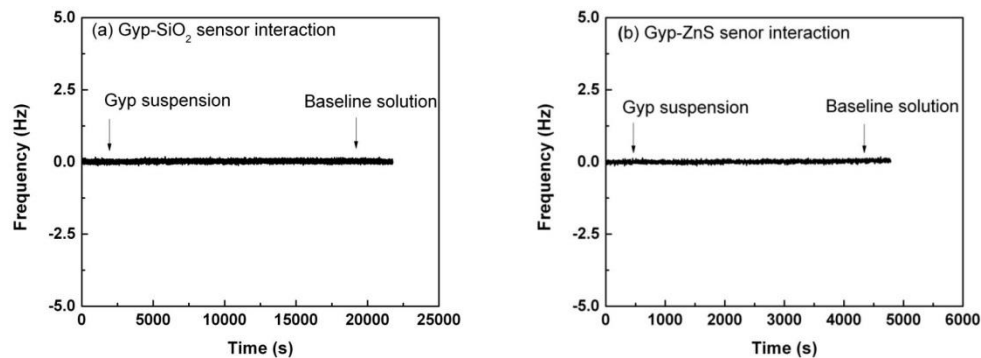 (a) Gyp-SiO₂ sensor interaction
Gyp suspension
Baseline solution
5.0
2.5
0.0
-2.5
-5.0
Frequency (Hz)
0 5000 10000 15000 20000 25000
Time (s)
(b) Gyp-ZnS senor interaction
Gyp suspension
Baseline solution
5.0
2.5
0.0
-2.5
-5.0
Frequency (Hz)
0 1000 2000 3000 4000 5000 6000
Time (s)